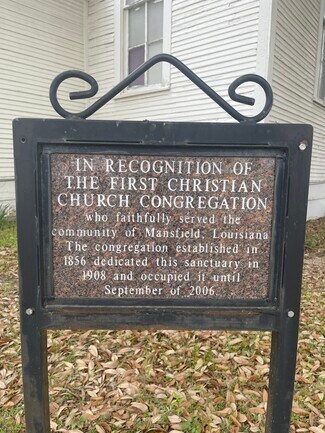 IN RECOGNITION OF
THE FIRST CHRISTIAN
CHURCH CONGREGATION
who faithfully served the
community of Mansfield, Louisiana
The congregation established in
1856 dedicated this sanctuary in
1908 and occupied it until
September of 2006.